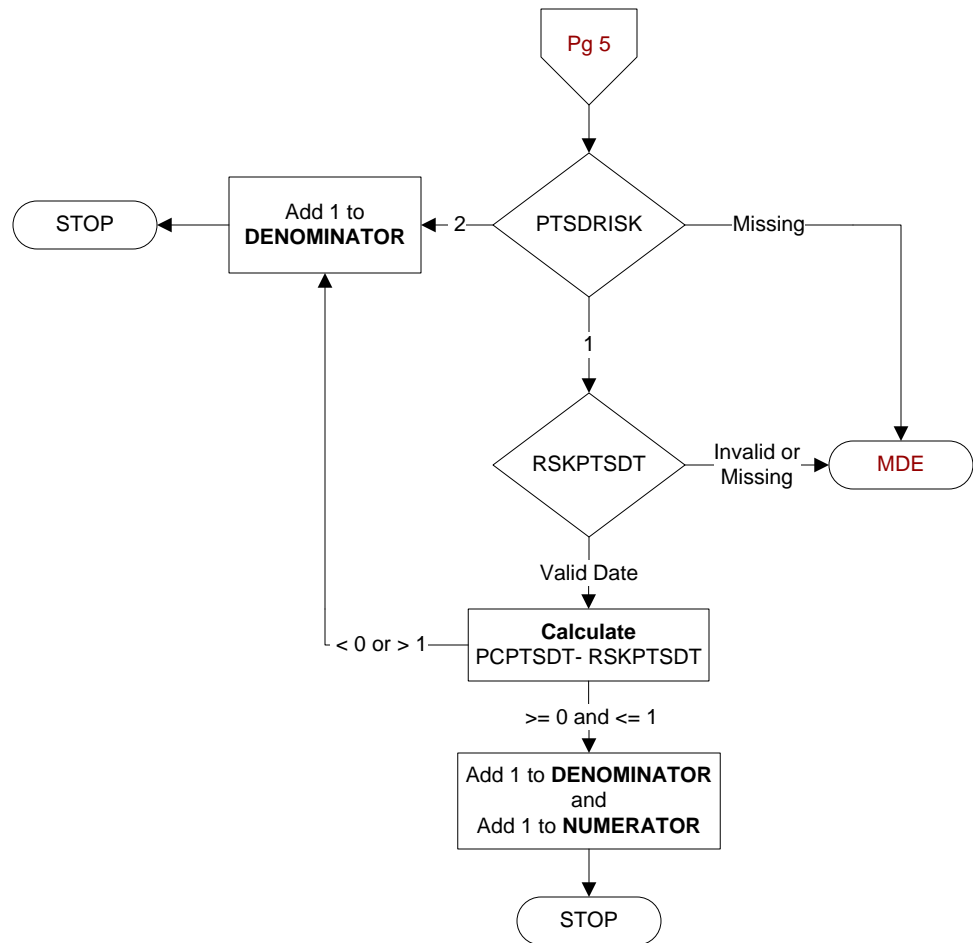 Pg 5
PTSDRISK
Missing
2
Add 1 to
DENOMINATOR
STOP
1
RSKPTSDT
Invalid or
Missing
MDE
Valid Date
Calculate
PCPTSDT- RSKPTSDT
< 0 or > 1
>= 0 and <= 1
Add 1 to DENOMINATOR
and
Add 1 to NUMERATOR
STOP